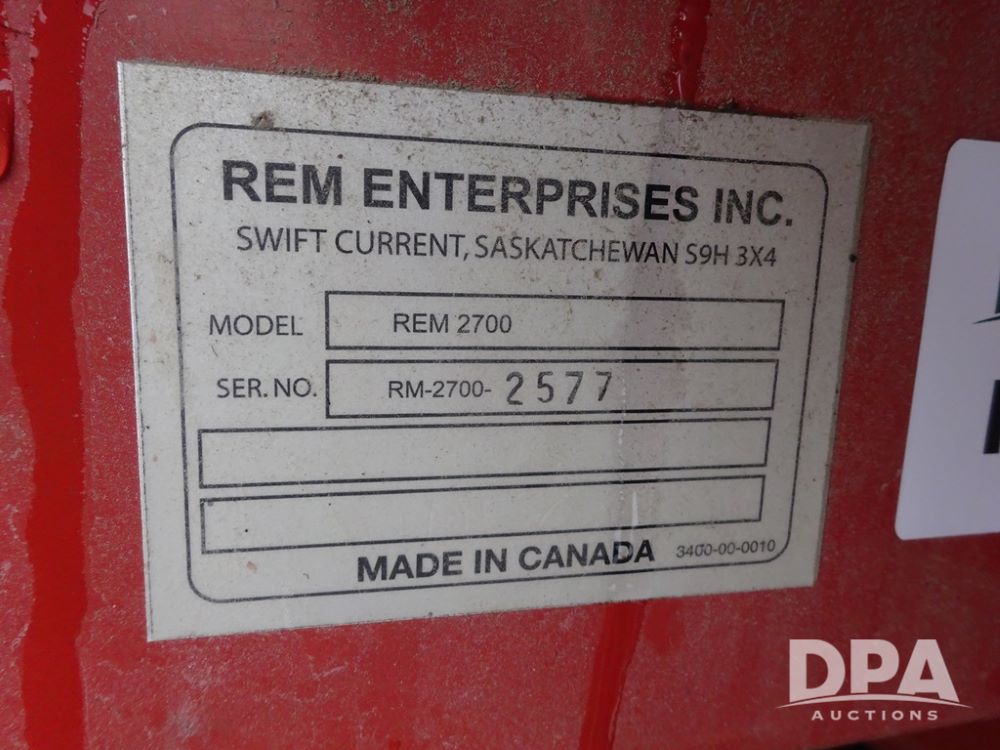 REM ENTERPRISES INC.
SWIFT CURRENT, SASKATCHEWAN S9H 3X4
MODEL REM 2700
SER. NO. RM-2700- 2577
MADE IN CANADA 3400-00-0010
DPA
AUCTIONS